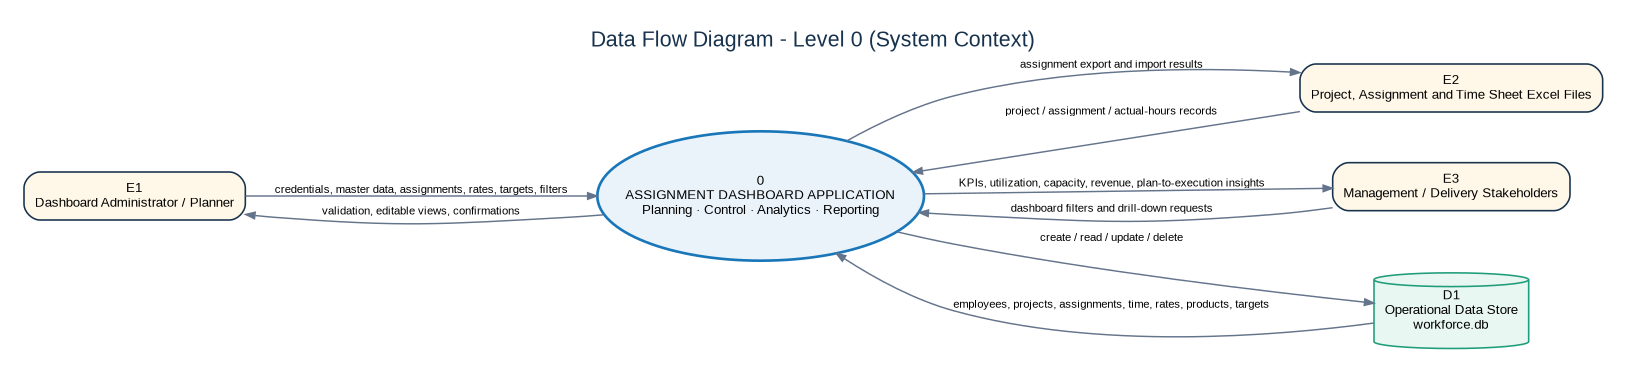 Data Flow Diagram - Level 0 (System Context)
assignment export and import results
E2
Project, Assignment and Time Sheet Excel Files
project / assignment / actual-hours records
E1
Dashboard Administrator / Planner
credentials, master data, assignments, rates, targets, filters
validation, editable views, confirmations
0
ASSIGNMENT DASHBOARD APPLICATION
Planning · Control · Analytics · Reporting
KPIs, utilization, capacity, revenue, plan-to-execution insights
E3
Management / Delivery Stakeholders
dashboard filters and drill-down requests
create / read / update / delete
D1
Operational Data Store
workforce.db
employees, projects, assignments, time, rates, products, targets